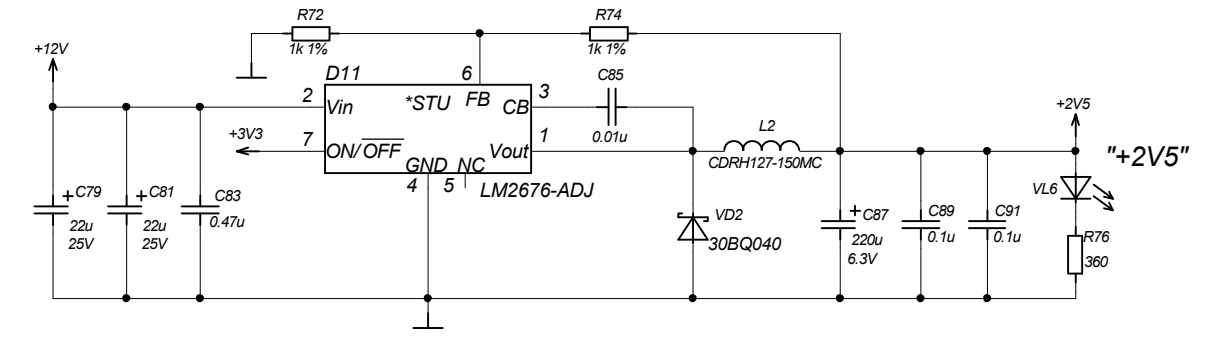 R72
1k 1%
R74
1k 1%
+12V
D11
6
C85
2
Vin
*STU
FB
CB
3
0.01u
+3V3
7
ON/OFF
GND
NC
Vout
1
4
5
LM2676-ADJ
L2
CDRH127-150MC
+2V5
"+2V5"
+
C79
22u
25V
+
C81
22u
25V
C83
0.47u
VD2
30BQ040
+
C87
220u
6.3V
C89
0.1u
C91
0.1u
VL6
R76
360